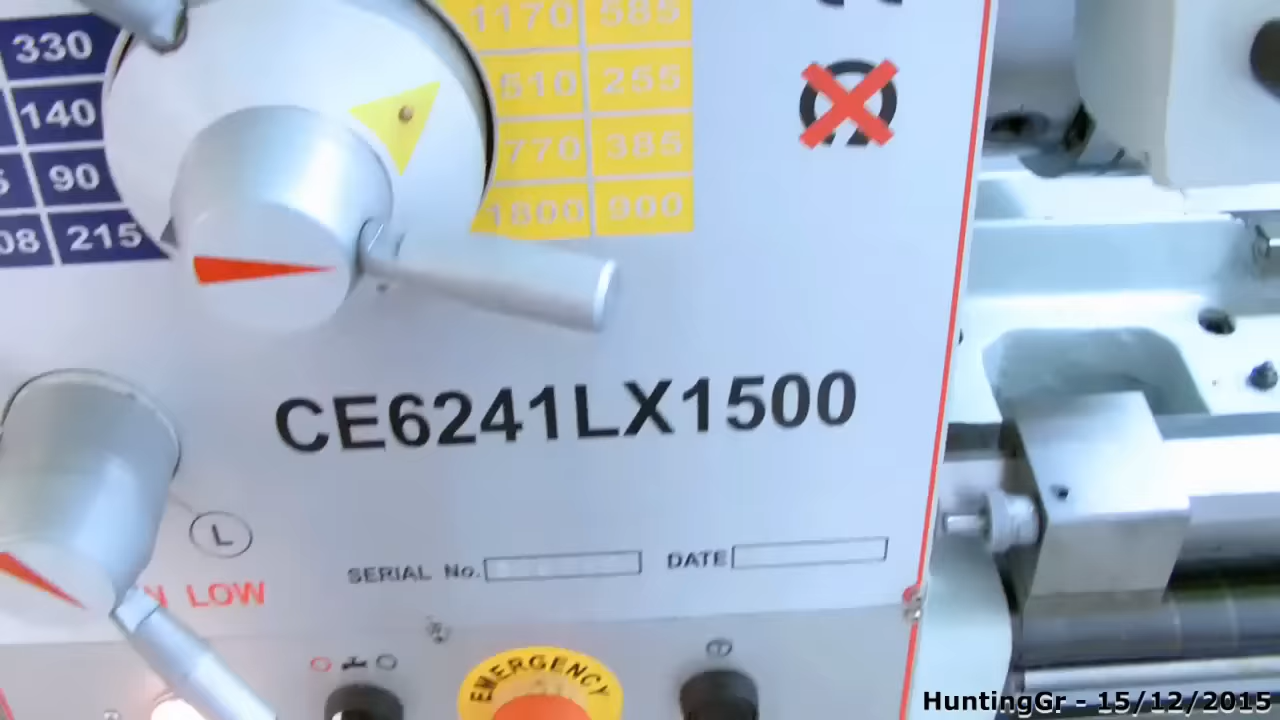 330
140
90
08 215
1170 585
510 255
770 385
1800 900
CE6241LX1500
L
LOW
SERIAL No. DATE
EMERGENCY
HuntingGr - 15/12/2015